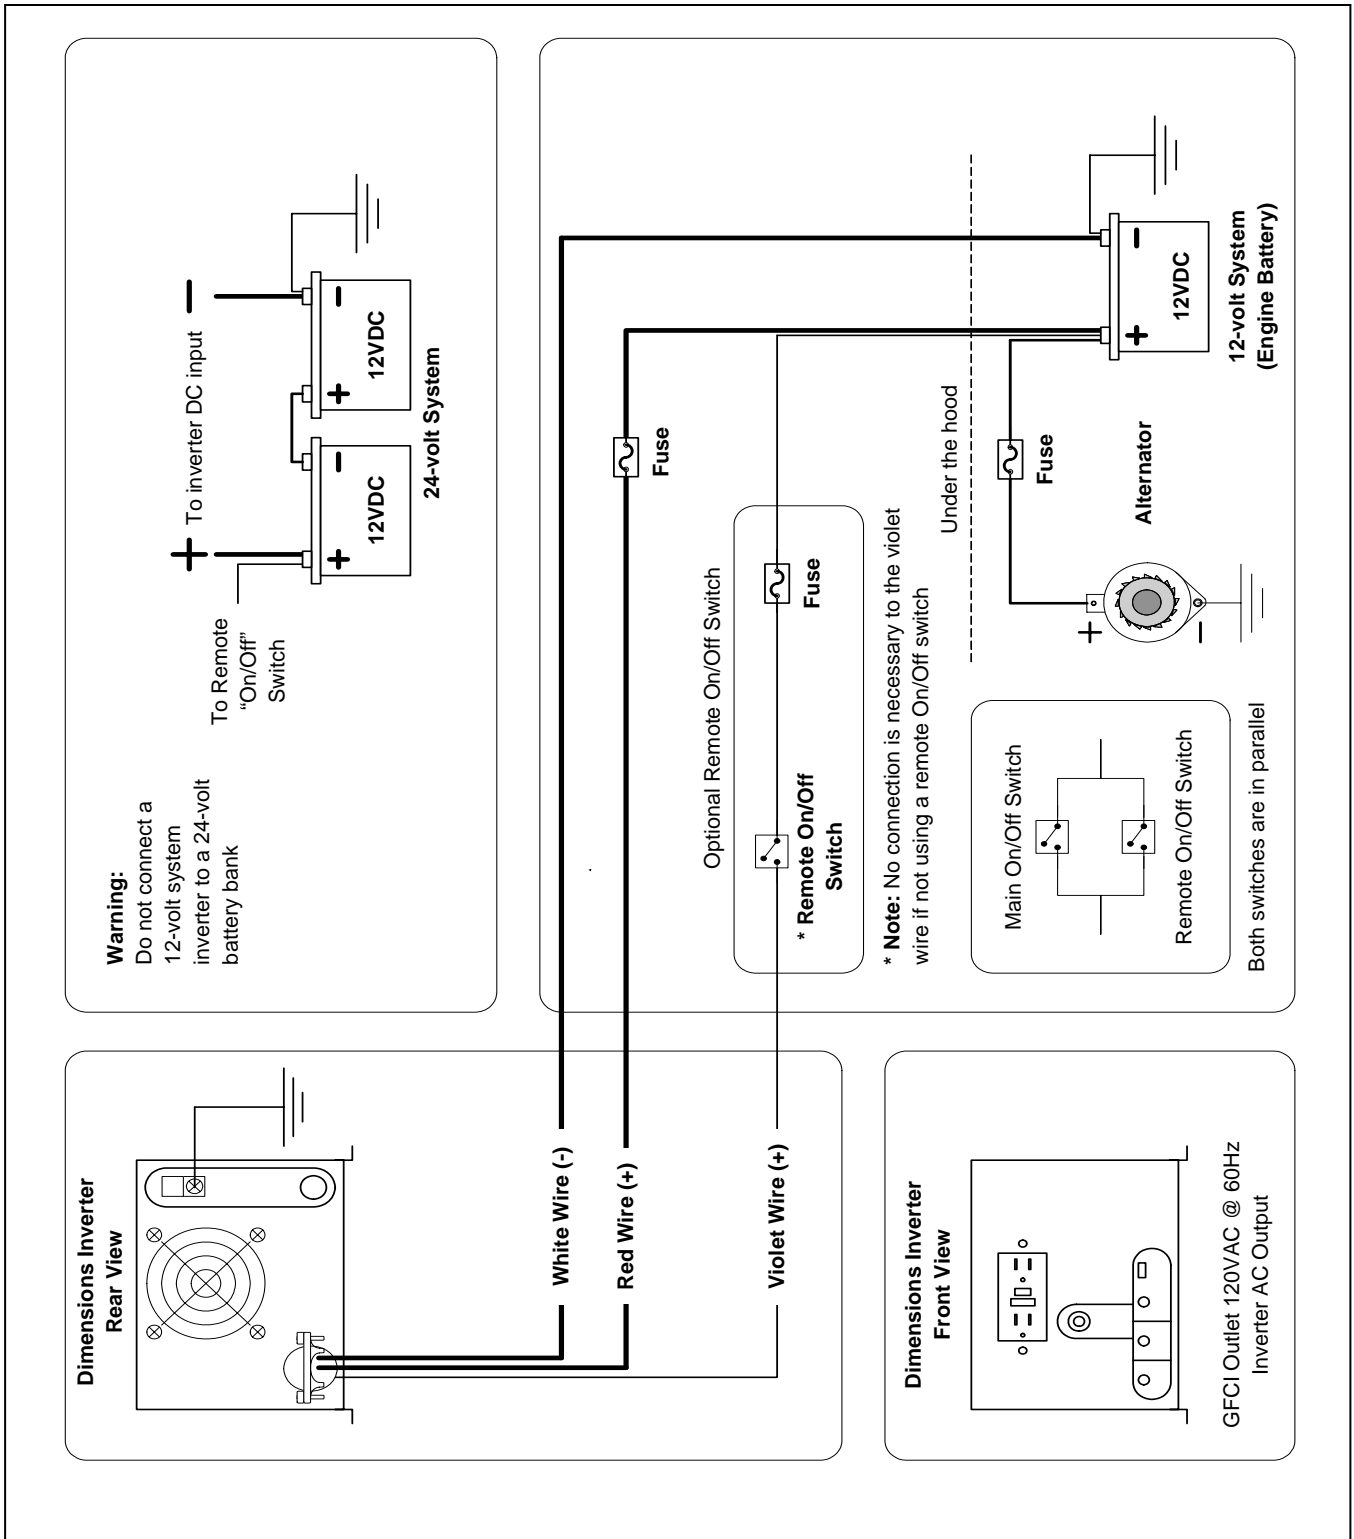 Warning:
Do not connect a
12-volt system
inverter to a 24-volt
battery bank
To Remote
“On/Off”
Switch
+ To inverter DC input −
+ −
12VDC
+ −
12VDC
24-volt System
Dimensions Inverter
Rear View
White Wire (-)
Red Wire (+)
Violet Wire (+)
Fuse
Optional Remote On/Off Switch
* Remote On/Off
Switch
Fuse
* Note: No connection is necessary to the violet
wire if not using a remote On/Off switch
Under the hood
Fuse
Alternator
+
−
+ −
12VDC
12-volt System
(Engine Battery)
Main On/Off Switch
Remote On/Off Switch
Both switches are in parallel
Dimensions Inverter
Front View
GFCI Outlet 120VAC @ 60Hz
Inverter AC Output